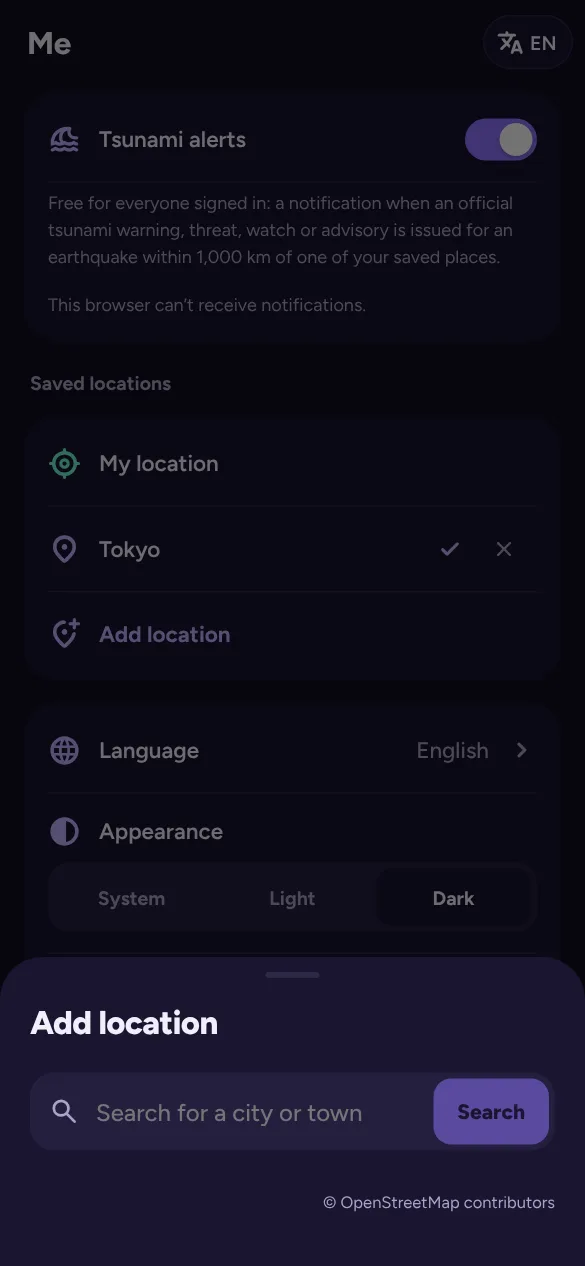 Me
EN
Tsunami alerts
Free for everyone signed in: a notification when an official
tsunami warning, threat, watch or advisory is issued for an
earthquake within 1,000 km of one of your saved places.
This browser can't receive notifications.
Saved locations
My location
Tokyo
Add location
Language
English
Appearance
System
Light
Dark
Add location
Search for a city or town
Search
© OpenStreetMap contributors